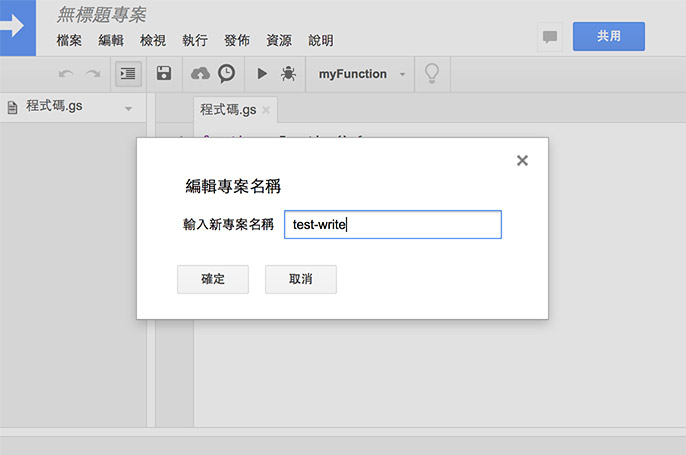 無標題專案
檔案 編輯 檢視 執行 發佈 資源 說明
共用
myFunction
程式碼.gs
程式碼.gs
編輯專案名稱
輸入新專案名稱 test-write
確定 取消